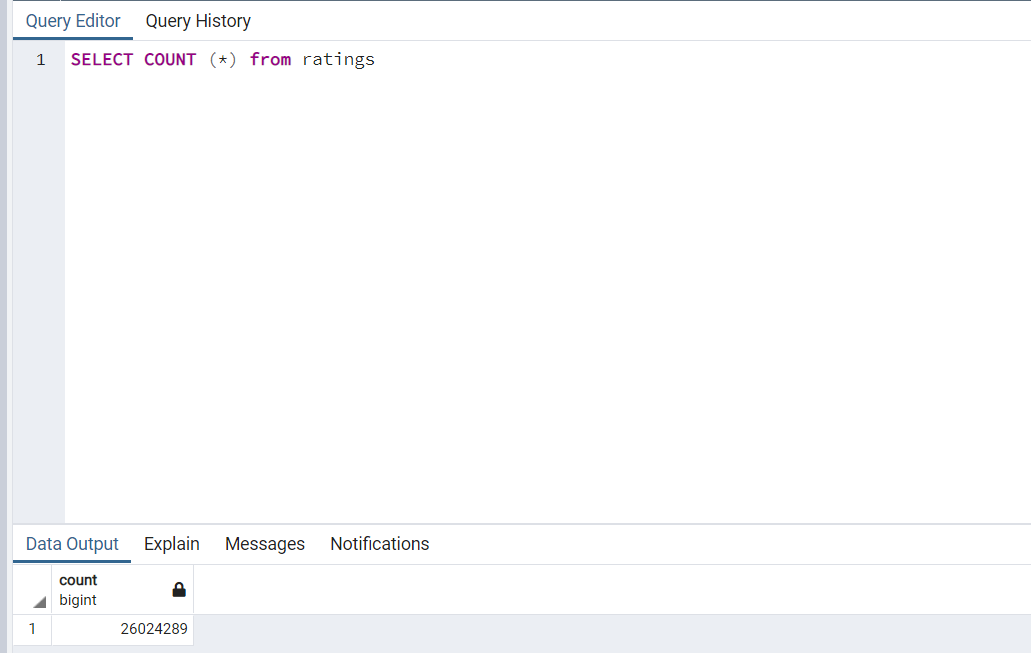 Query Editor Query History
1 SELECT COUNT (*) from ratings
Data Output Explain Messages Notifications
count
bigint
1 26024289